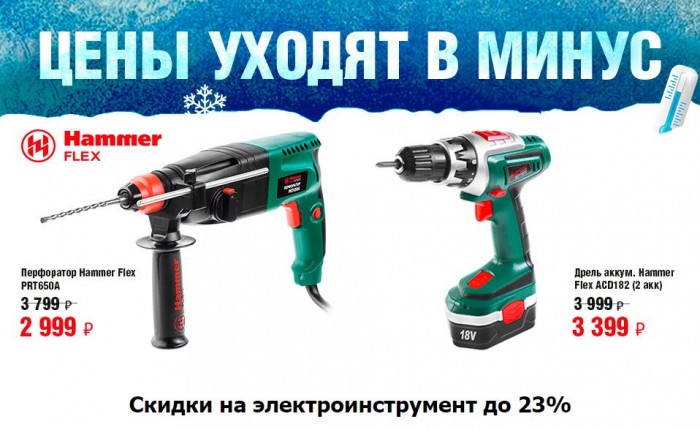 ЦЕНЫ УХОДЯТ В МИНУС
Hammer
FLEX
Перфоратор Hammer Flex
PRT650A
3 799 ₽
2 999 ₽
Hammer
18V
Дрель аккум. Hammer
Flex ACD182 (2 акк)
3 999 ₽
3 399 ₽
Скидки на электроинструмент до 23%